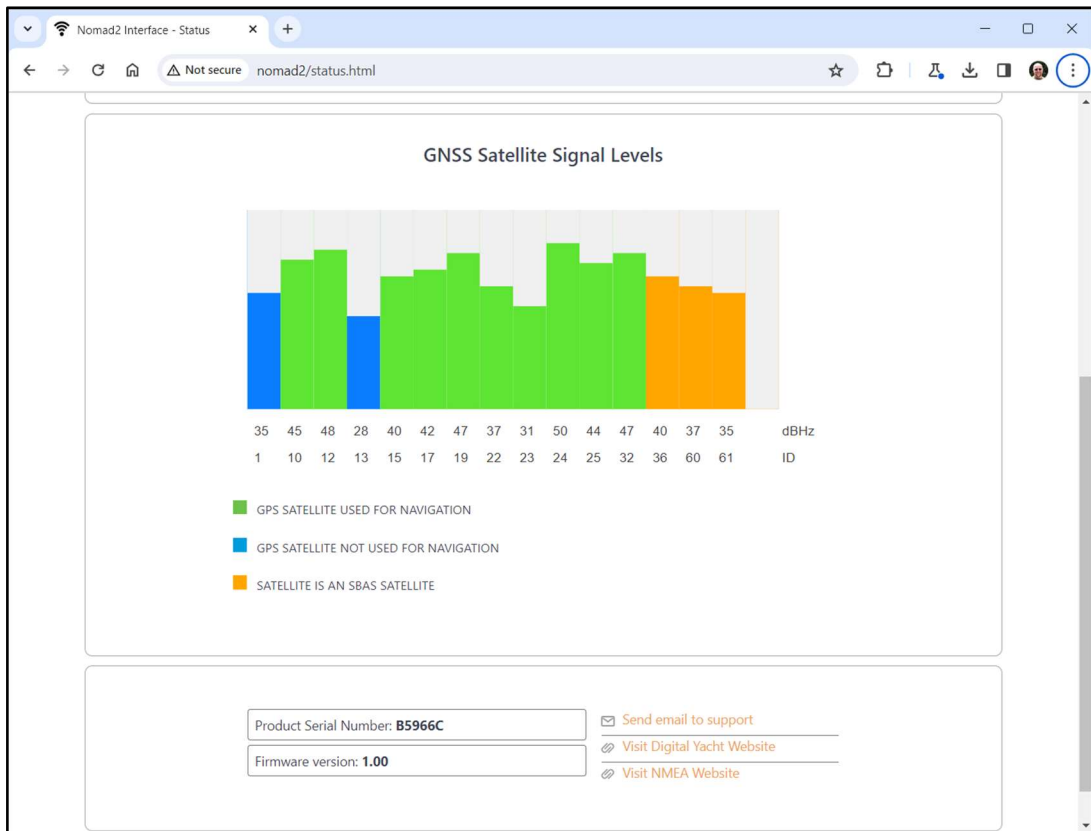 Nomad2 Interface - Status
Not secure nomad2/status.html
GNSS Satellite Signal Levels
35 45 48 28 40 42 47 37 31 50 44 47 40 37 35 dBHz
1 10 12 13 15 17 19 22 23 24 25 32 36 60 61 ID
GPS SATELLITE USED FOR NAVIGATION
GPS SATELLITE NOT USED FOR NAVIGATION
SATELLITE IS AN SBAS SATELLITE
Product Serial Number: B5966C
Firmware version: 1.00
Send email to support
Visit Digital Yacht Website
Visit NMEA Website